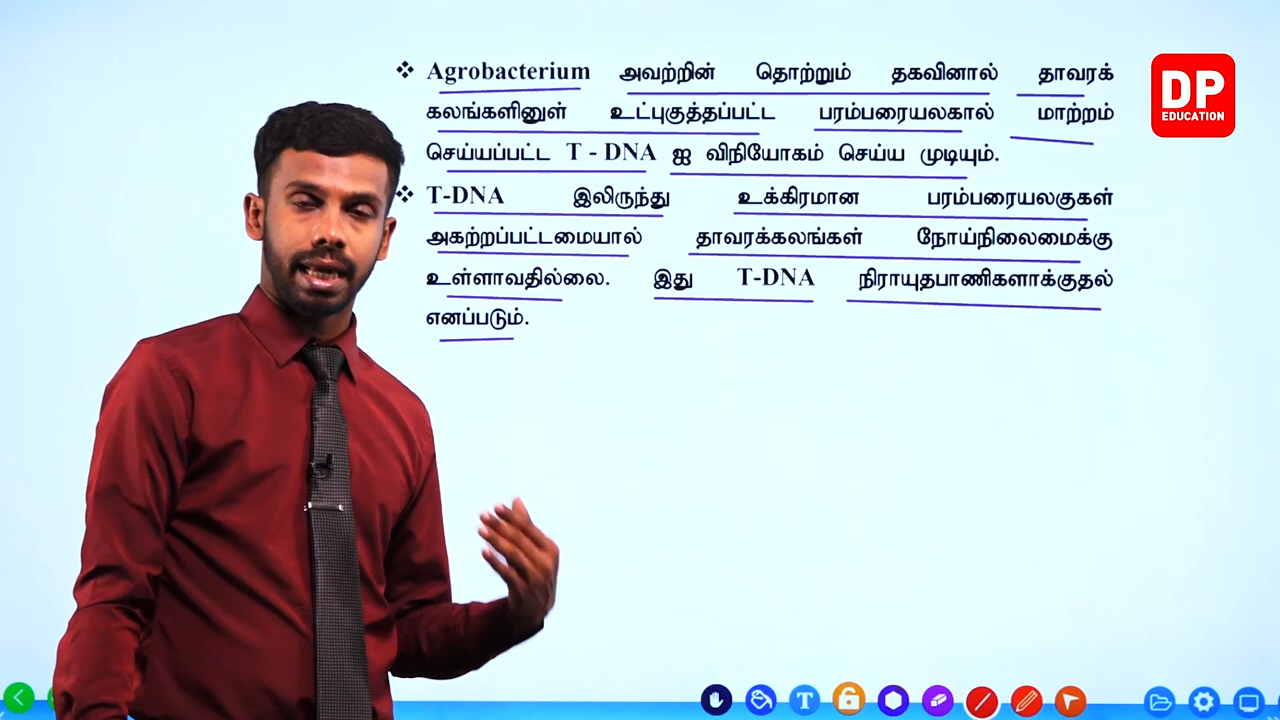 ❖ Agrobacterium அவற்றின் தொற்றும் தகவினால் தாவரக்
கலங்களினுள் உட்புகுத்தப்பட்ட பரம்பரையலகால் மாற்றம்
செய்யப்பட்ட T - DNA ஐ விநியோகம் செய்ய முடியும்.
❖ T-DNA இலிருந்து உக்கிரமான பரம்பரையலகுகள்
அகற்றப்பட்டமையால் தாவரக்கலங்கள் நோய்நிலைமைக்கு
உள்ளாவதில்லை. இது T-DNA நிராயுதபாணிகளாக்குதல்
எனப்படும்.
DP
EDUCATION